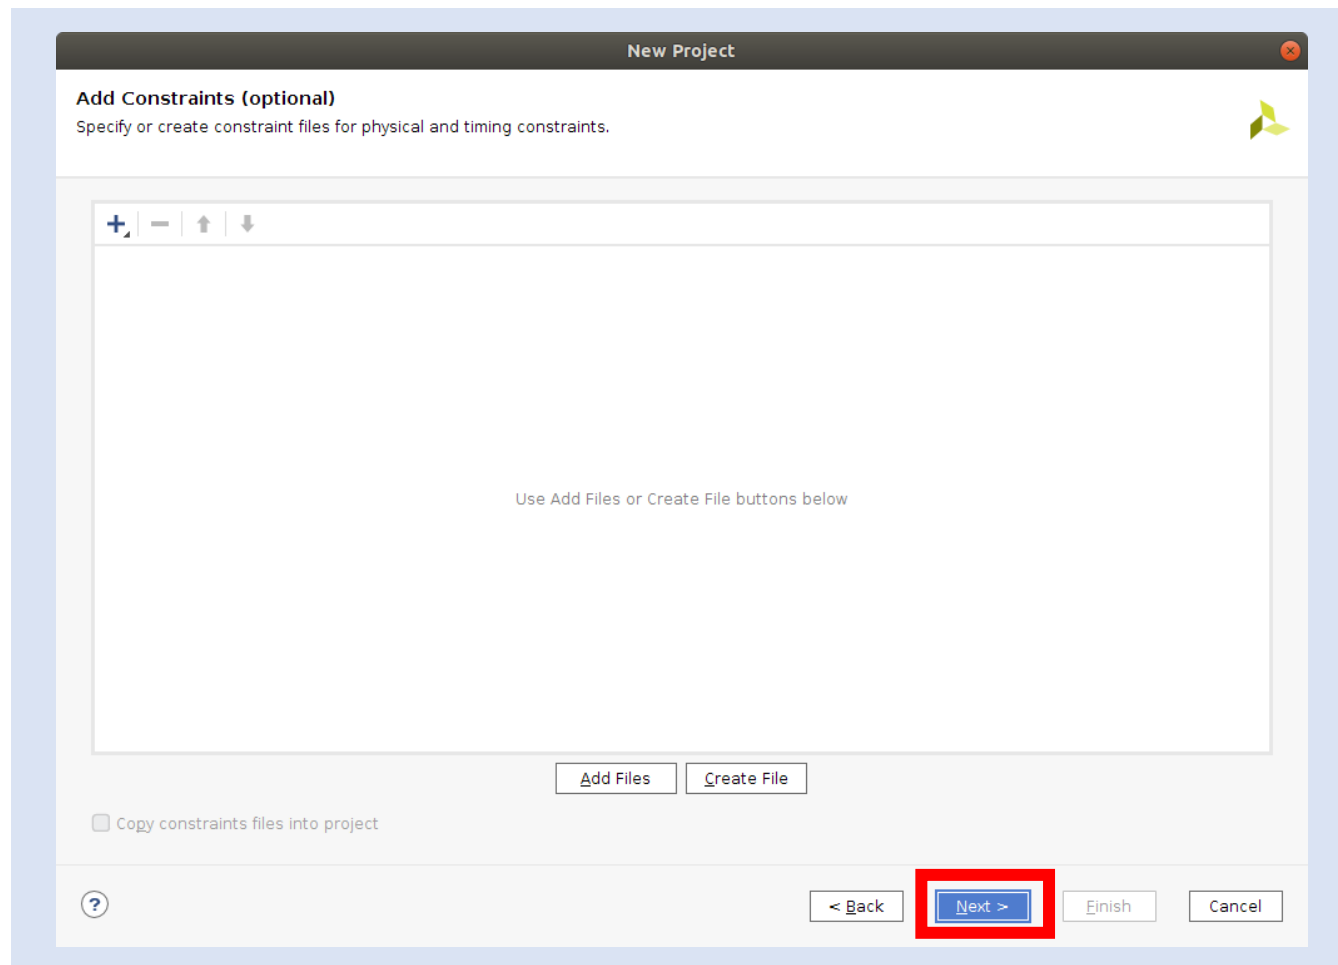 New Project
Add Constraints (optional)
Specify or create constraint files for physical and timing constraints.
Use Add Files or Create File buttons below
Add Files Create File
Copy constraints files into project
? < Back Next > Finish Cancel